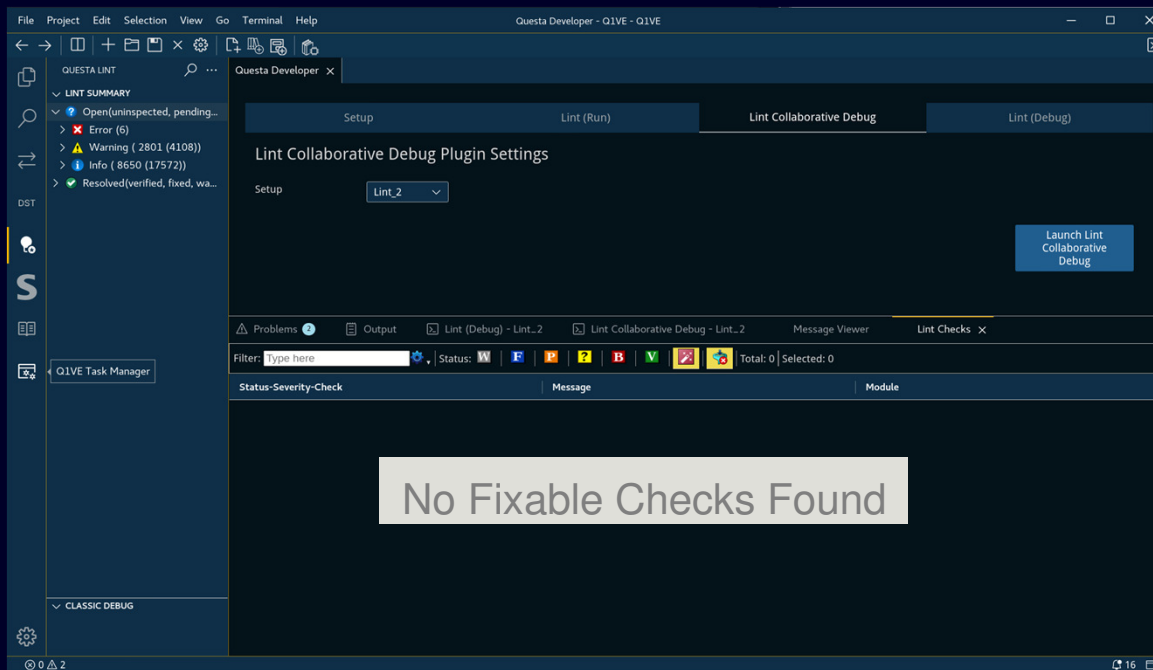 File Project Edit Selection View Go Terminal Help
Questa Developer - Q1VE - Q1VE
QUESTA LINT
Questa Developer
LINT SUMMARY
Open(uninspected, pending...
Error (6)
Warning ( 2801 (4108))
Info ( 8650 (17572))
Resolved(verified, fixed, wa...
DST
S
Q1VE Task Manager
CLASSIC DEBUG
Setup
Lint (Run)
Lint Collaborative Debug
Lint (Debug)
Lint Collaborative Debug Plugin Settings
Setup
Lint_2
Launch Lint
Collaborative
Debug
Problems 2
Output
Lint (Debug) - Lint_2
Lint Collaborative Debug - Lint_2
Message Viewer
Lint Checks
Filter: Type here Status: W F P ? B V Total: 0 Selected: 0
Status-Severity-Check Message Module
No Fixable Checks Found
0 2
16